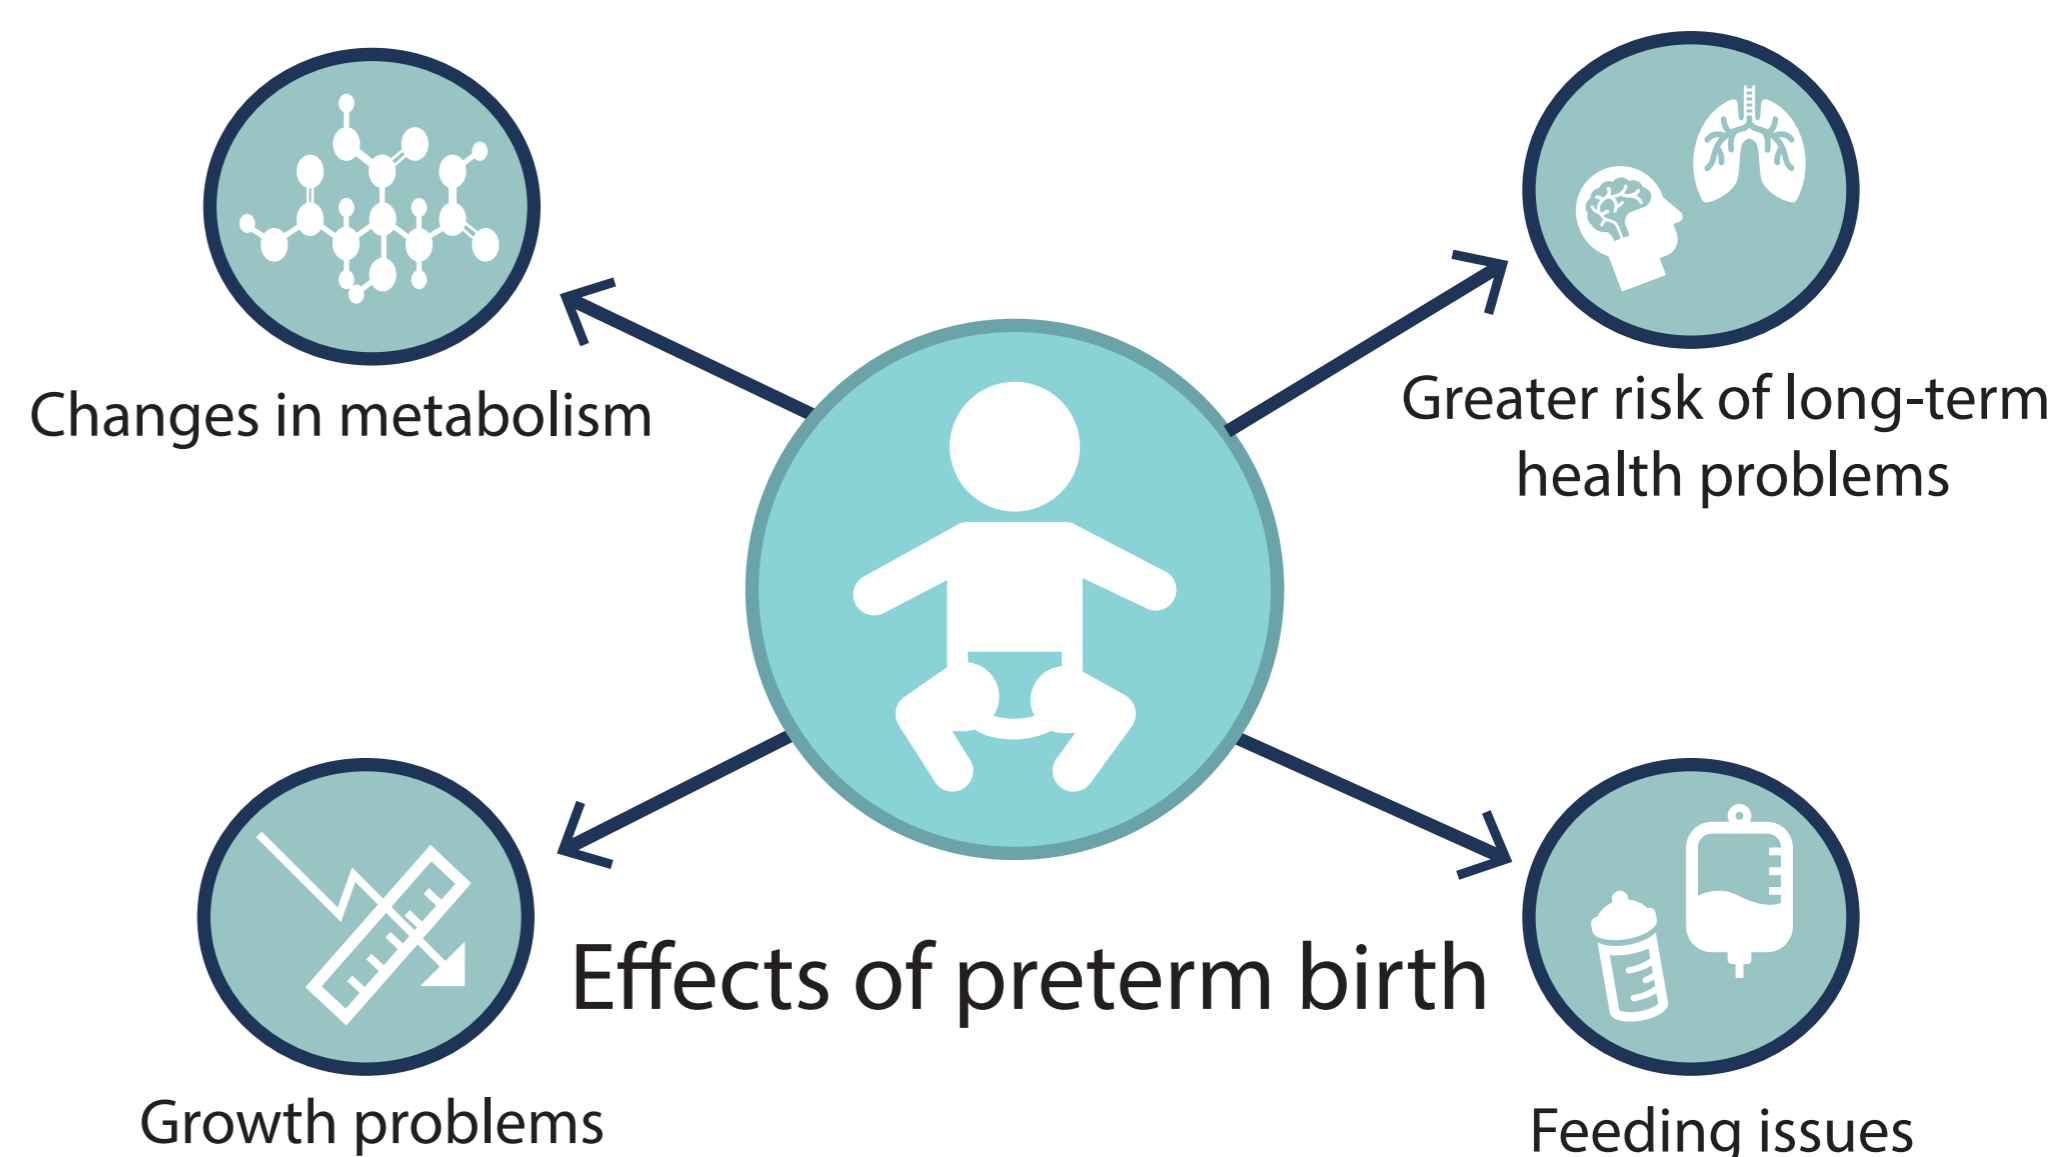 Changes in metabolism
Greater risk of long-term
health problems
Effects of preterm birth
Growth problems
Feeding issues